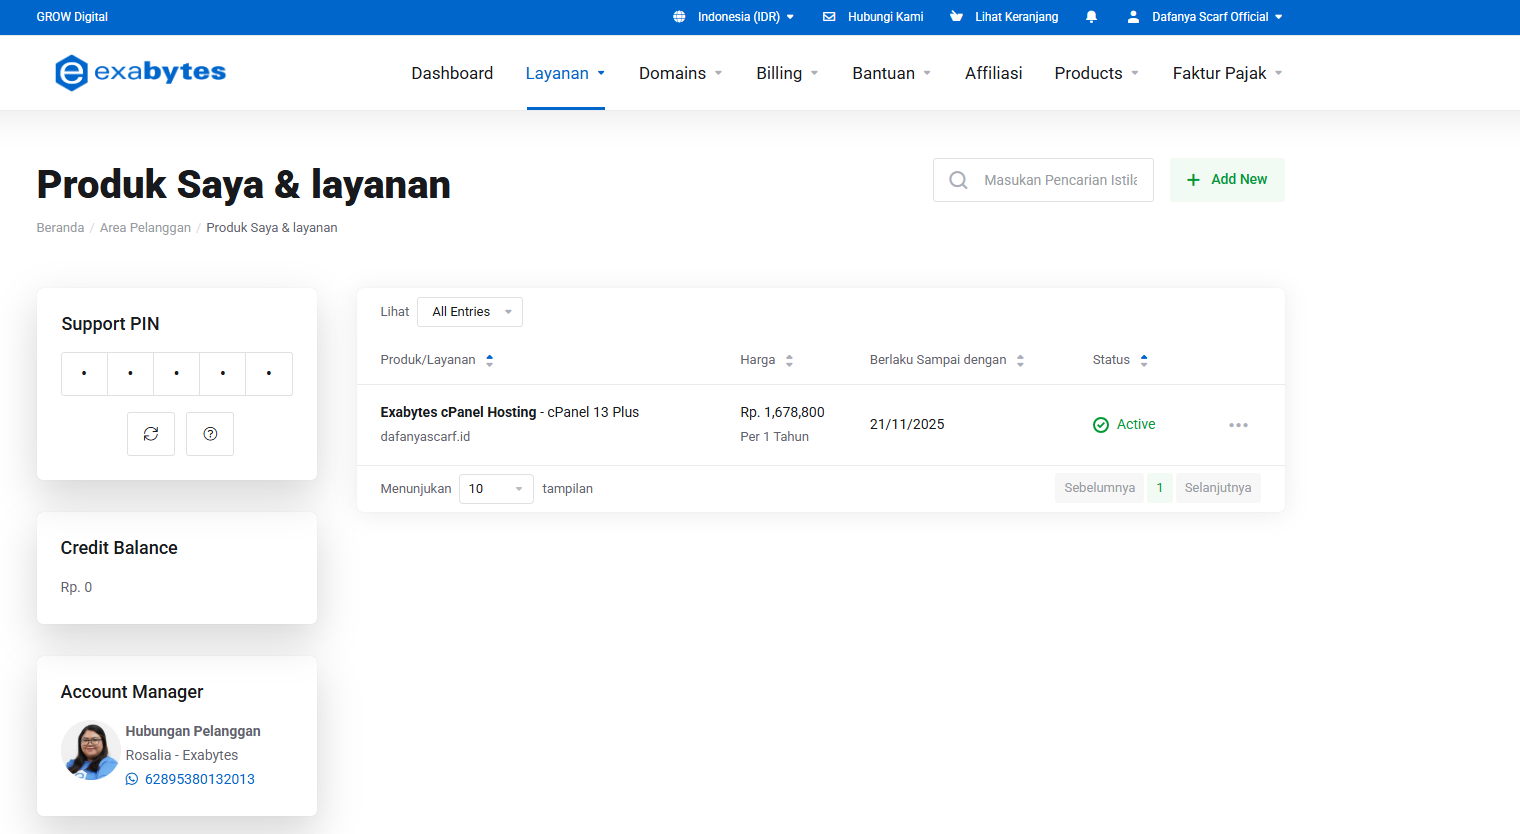 GROW Digital
Indonesia (IDR)
Hubungi Kami
Lihat Keranjang
Dafanya Scarf Official
exabytes
Dashboard
Layanan
Domains
Billing
Bantuan
Affiliasi
Products
Faktur Pajak
Produk Saya & layanan
Masukan Pencarian Istila
+ Add New
Beranda / Area Pelanggan / Produk Saya & layanan
Support PIN
Lihat All Entries
Produk/Layanan
Harga
Berlaku Sampai dengan
Status
Exabytes cPanel Hosting - cPanel 13 Plus
dafanyascarf.id
Rp. 1,678,800
Per 1 Tahun
21/11/2025
Active
Menunjukan 10 tampilan
Sebelumnya 1 Selanjutnya
Credit Balance
Rp. 0
Account Manager
Hubungan Pelanggan
Rosalia - Exabytes
62895380132013